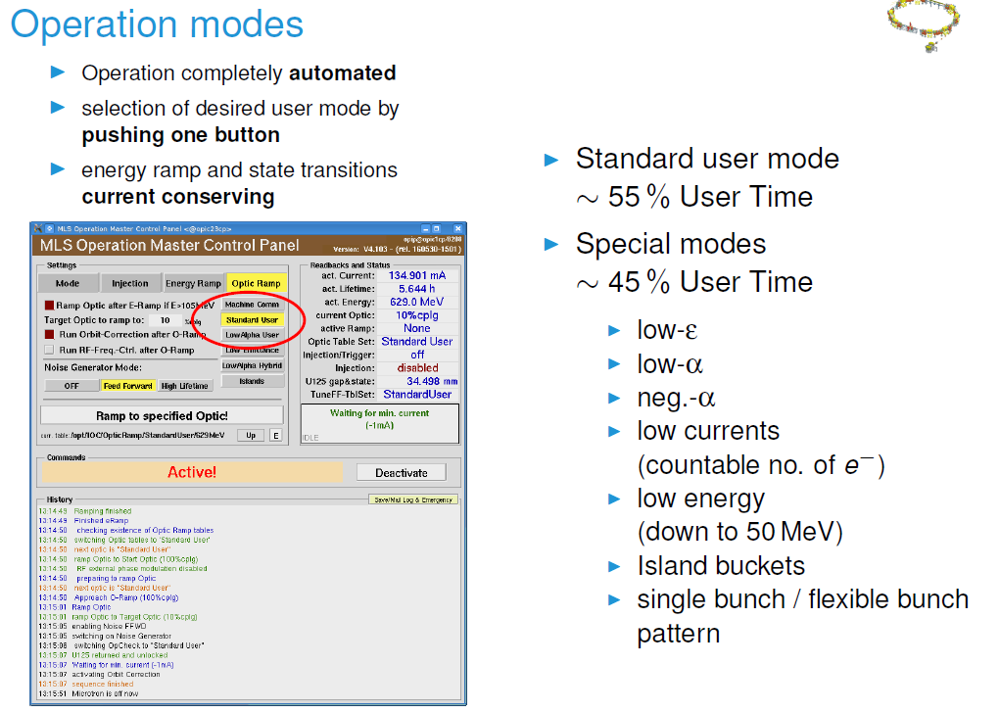 Operation modes
Operation completely automated
selection of desired user mode by
pushing one button
energy ramp and state transitions
current conserving
MLS Operation Master Control Panel <@opic23cp>
MLS Operation Master Control Panel
opip@opic1cp/8200
Version: V4.103 - (rel. 160530-1501)
Settings
Mode
Injection
Energy Ramp
Optic Ramp
Ramp Optic after E-Ramp if E>105MeV
Target Optic to ramp to: 10 %cplg
Run Orbit-Correction after O-Ramp
Run RF-Freq.-Ctrl. after O-Ramp
Noise Generator Mode:
OFF
Feed Forward
High Lifetime
Machine Comm
Standard User
LowAlpha User
Low Emittance
LowAlpha Hybrid
Islands
Ramp to specified Optic!
curr. table: /opt/IOC/OpticRamp/StandardUser/629MeV
Up
E
Readbacks and Status
act. Current: 134.901 mA
act. Lifetime: 5.644 h
act. Energy: 629.0 MeV
current Optic: 10%cplg
active Ramp: None
Optic Table Set: Standard User
Injection/Trigger: off
Injection: disabled
U125 gap&state: 34.498 mm
TuneFF-TblSet: StandardUser
Waiting for min. current
(-1mA)
IDLE
Commands
Active!
Deactivate
History
Save/Mail Log & Emergency
13:14:49 Ramping finished
13:14:49 Finished eRamp
13:14:50 checking existence of Optic Ramp tables
13:14:50 switching Optic tables to 'Standard User'
13:14:50 next optic is "Standard User"
13:14:50 ramp Optic to Start Optic (100%cplg)
13:14:50 RF external phase modulation disabled
13:14:50 preparing to ramp Optic
13:14:50 next optic is "Standard User"
13:14:50 Approach O-Ramp (100%cplg)
13:15:01 Ramp Optic
13:15:01 ramp Optic to Target Optic (10%cplg)
13:15:05 enabling Noise FFWD
13:15:05 switching on Noise Generator
13:15:06 switching OpCheck to "Standard User"
13:15:07 U125 returned and unlocked
13:15:07 Waiting for min. current (-1mA)
13:15:07 activating Orbit Correction
13:15:07 sequence finished
13:15:51 Microtron is off now
Standard user mode
∼ 55 % User Time
Special modes
∼ 45 % User Time
low-ε
low-α
neg.-α
low currents
(countable no. of e⁻)
low energy
(down to 50 MeV)
Island buckets
single bunch / flexible bunch
pattern